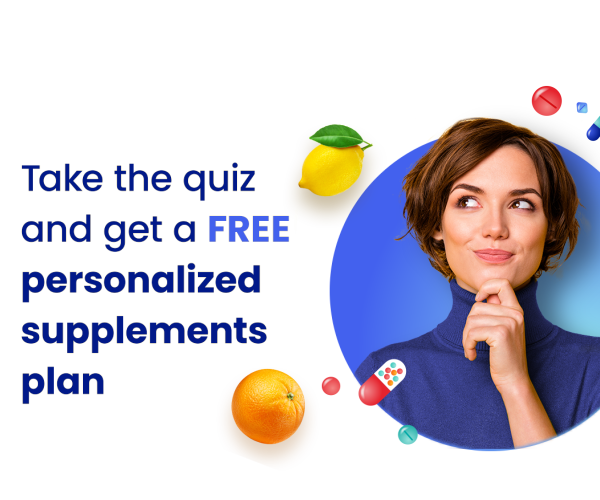 Take the quiz
and get a FREE
personalized
supplements
plan